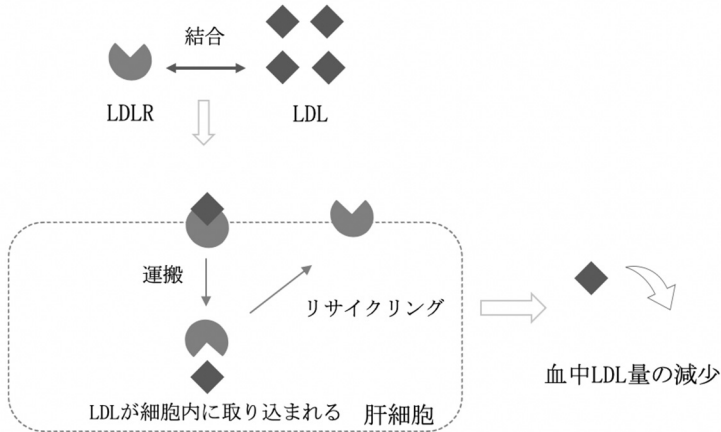 結合
LDLR
LDL
運搬
リサイクリング
LDLが細胞内に取り込まれる
肝細胞
血中LDL量の減少